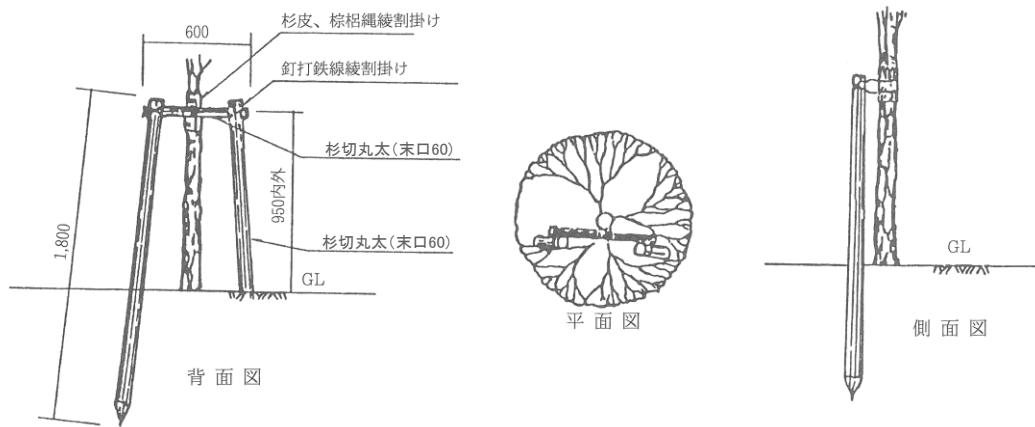 600
杉皮、棕梠縄綾割掛け
釘打鉄線綾割掛け
杉切丸太(末口60)
950内外
1,800
杉切丸太(末口60)
GL
背面図
平面図
GL
側面図